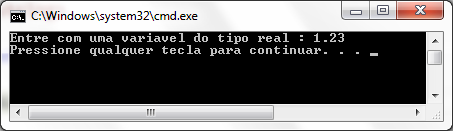 C:\Windows\system32\cmd.exe
Entre com uma variavel do tipo real : 1.23
Pressione qualquer tecla para continuar. . . _